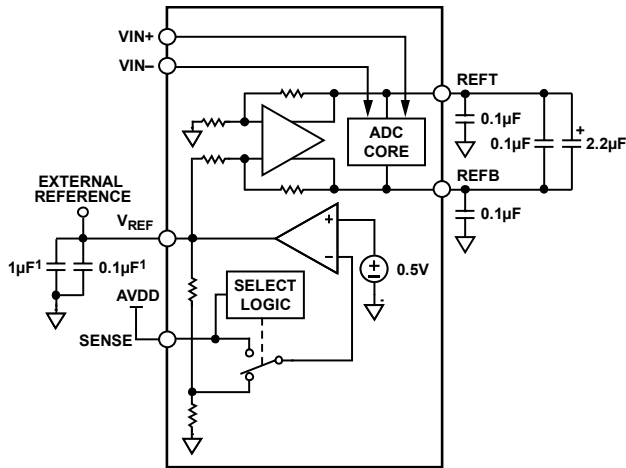 VIN+
VIN–
REFT
ADC
CORE
0.1µF
0.1µF
+
2.2µF
REFB
0.1µF
EXTERNAL
REFERENCE
VREF
1µF¹
0.1µF¹
+
–
0.5V
SELECT
LOGIC
AVDD
SENSE